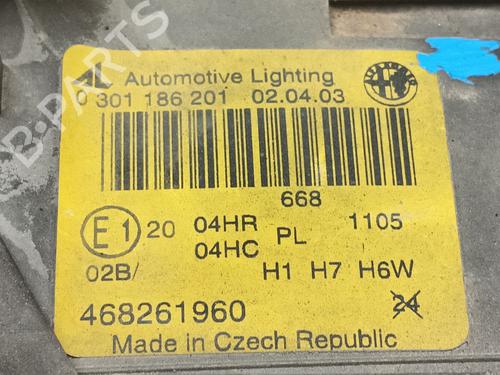 B-PARTS
Automotive Lighting
0 301 186 201 02.04.03
668
E1 20 04HR PL 1105
04HC
02B/ H1 H7 H6W
468261960 24
Made in Czech Republic